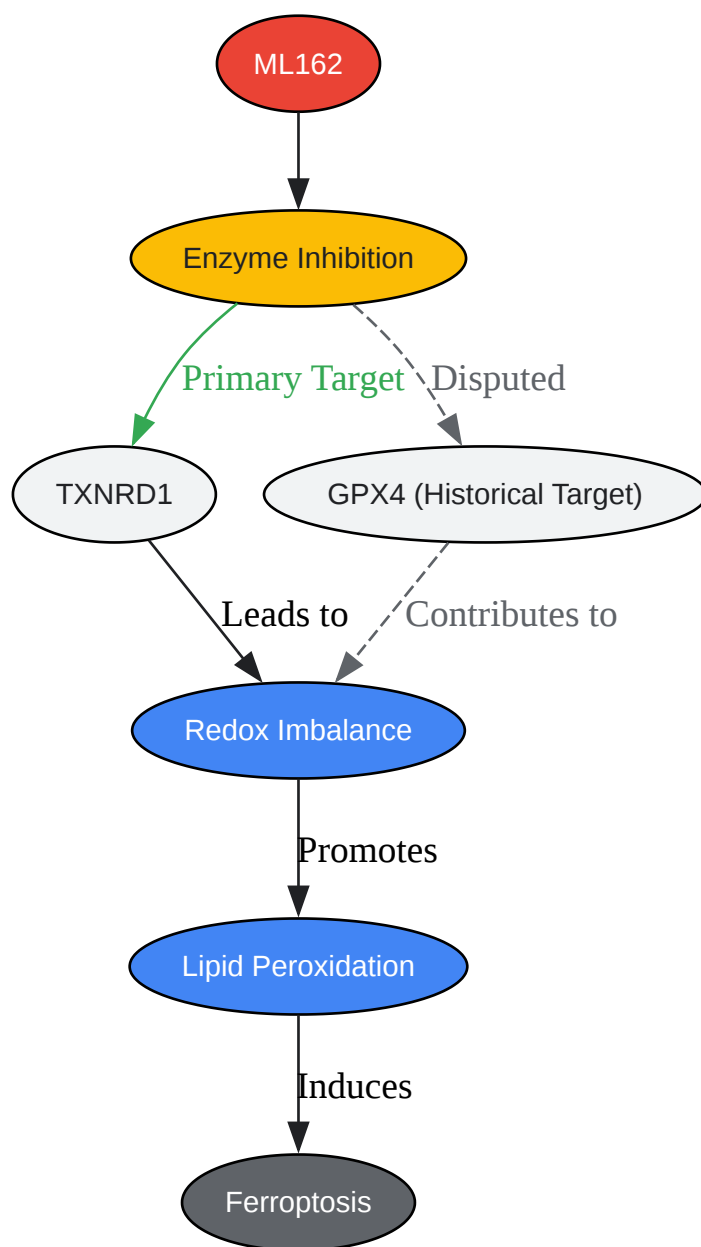 ML162
Enzyme Inhibition
Primary Target
Disputed
TXNRD1
GPX4 (Historical Target)
Leads to
Contributes to
Redox Imbalance
Promotes
Lipid Peroxidation
Induces
Ferroptosis